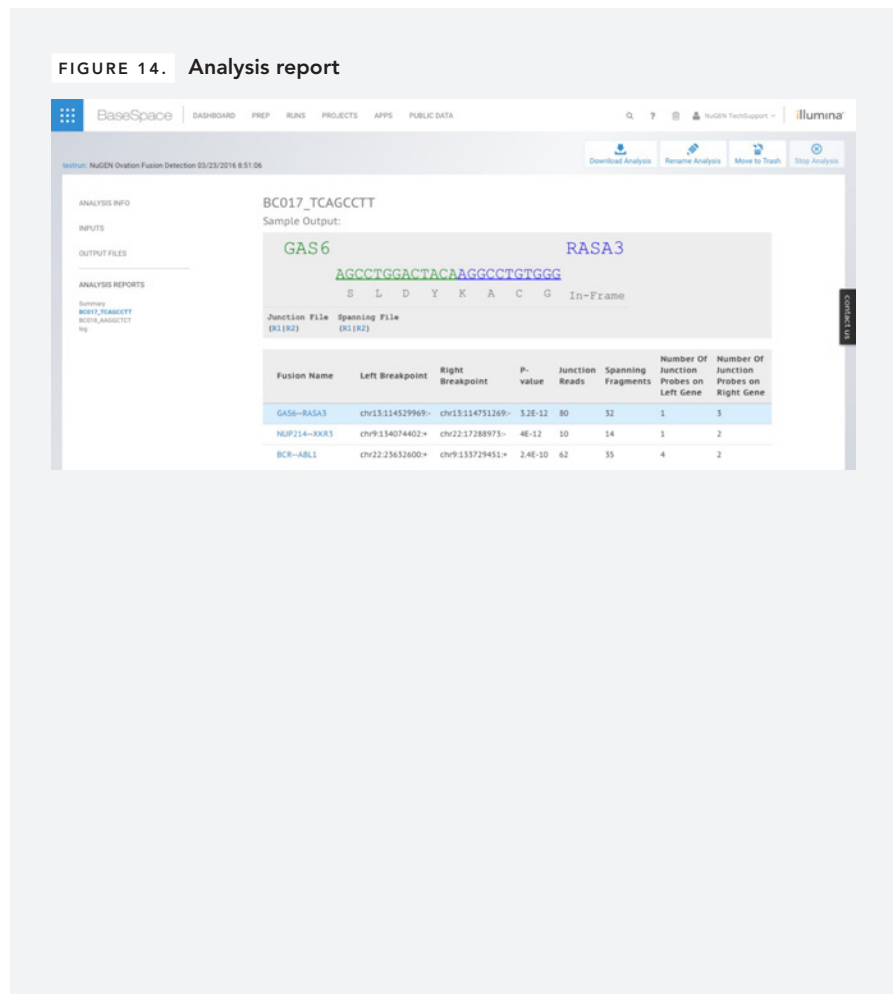 FIGURE 14. Analysis report
BaseSpace DASHBOARD PREP RUNS PROJECTS APPS PUBLIC DATA ? NuGEN TechSupport illumina
testrun: NuGEN Ovation Fusion Detection 03/23/2016 8:51:06
Download Analysis Rename Analysis Move to Trash Stop Analysis
ANALYSIS INFO
INPUTS
OUTPUT FILES
ANALYSIS REPORTS
Summary
BC017_TCAGCCTT
BC018_AAGGCTCT
log
BC017_TCAGCCTT
Sample Output:
GAS6 RASA3
AGCCTGGACTACAAGGCCTGTGGG
S L D Y K A C G In-Frame
Junction File Spanning File
(R1|R2) (R1|R2)
Fusion Name Left Breakpoint Right Breakpoint P-value Junction Reads Spanning Fragments Number Of Junction Probes on Left Gene Number Of Junction Probes on Right Gene
GAS6--RASA3 chr13:114529969:- chr13:114751269:- 3.2E-12 80 32 1 3
NUP214--XKR3 chr9:134074402:+ chr22:17288973:- 4E-12 10 14 1 2
BCR--ABL1 chr22:23632600:+ chr9:133729451:+ 2.4E-10 62 35 4 2
contact us